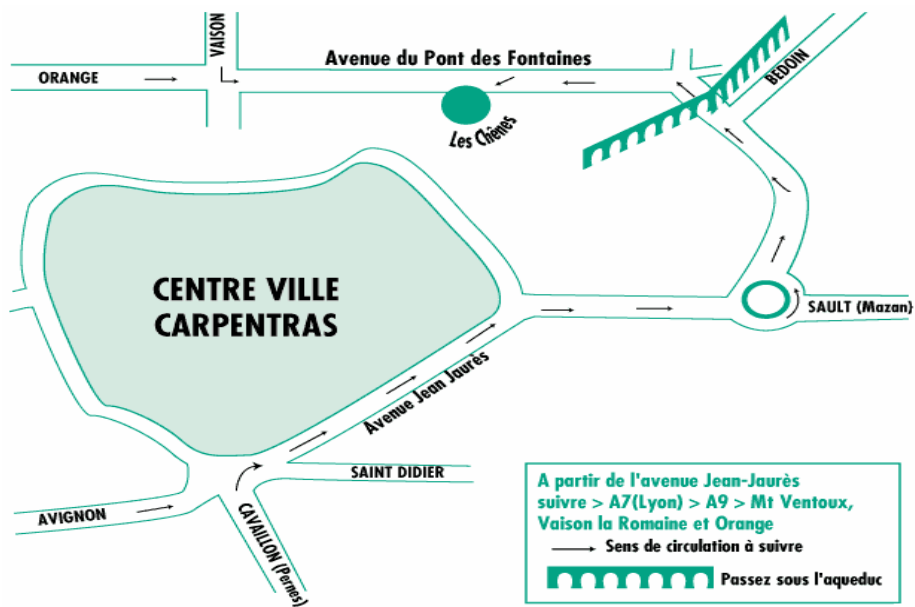 VAISON
Avenue du Pont des Fontaines
ORANGE
BEDOIN
Les Chênes
CENTRE VILLE
CARPENTRAS
SAULT (Mazan)
Avenue Jean Jaurès
SAINT DIDIER
AVIGNON
CAVAILLON (Pernes)
A partir de l'avenue Jean-Jaurès
suivre > A7(Lyon) > A9 > Mt Ventoux,
Vaison la Romaine et Orange
Sens de circulation à suivre
Passez sous l'aqueduc